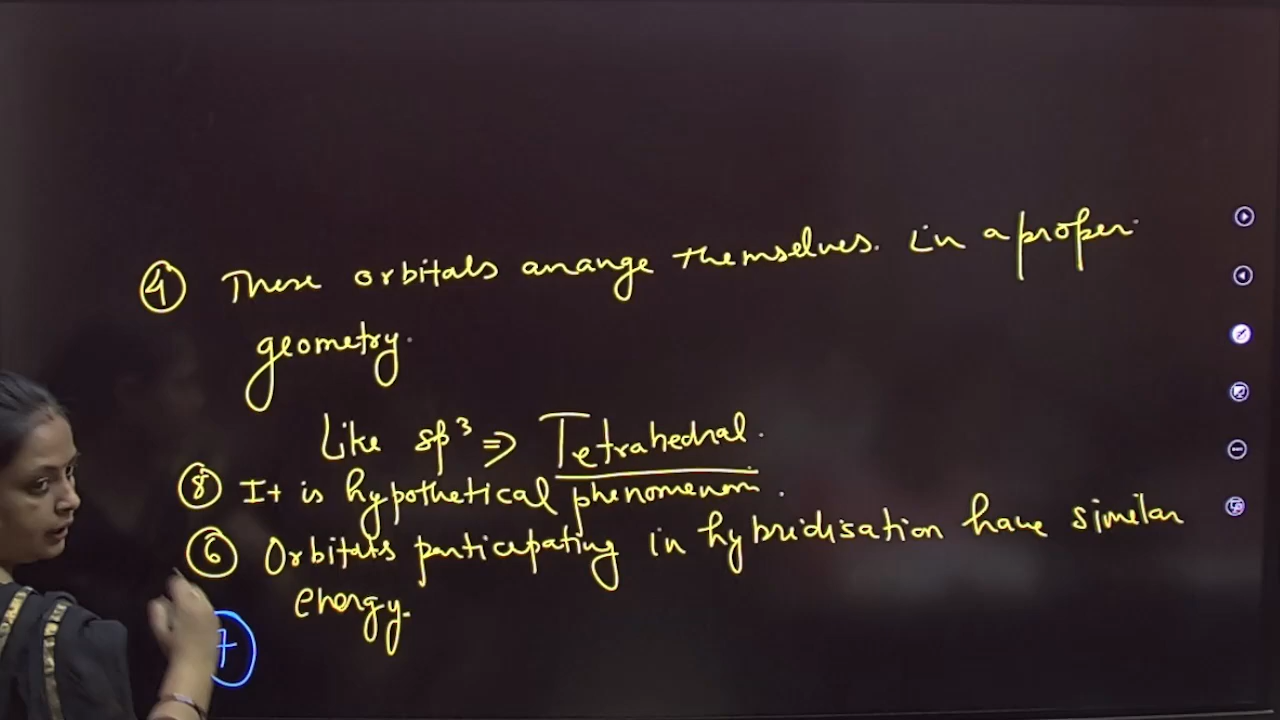 ④ These orbitals arrange themselves. in a proper.
geometry.
Like sp³ ⇒ Tetrahedral.
⑧ It is hypothetical phenomenom.
⑥ Orbitals participating in hybridisation have similar
energy.
⑦